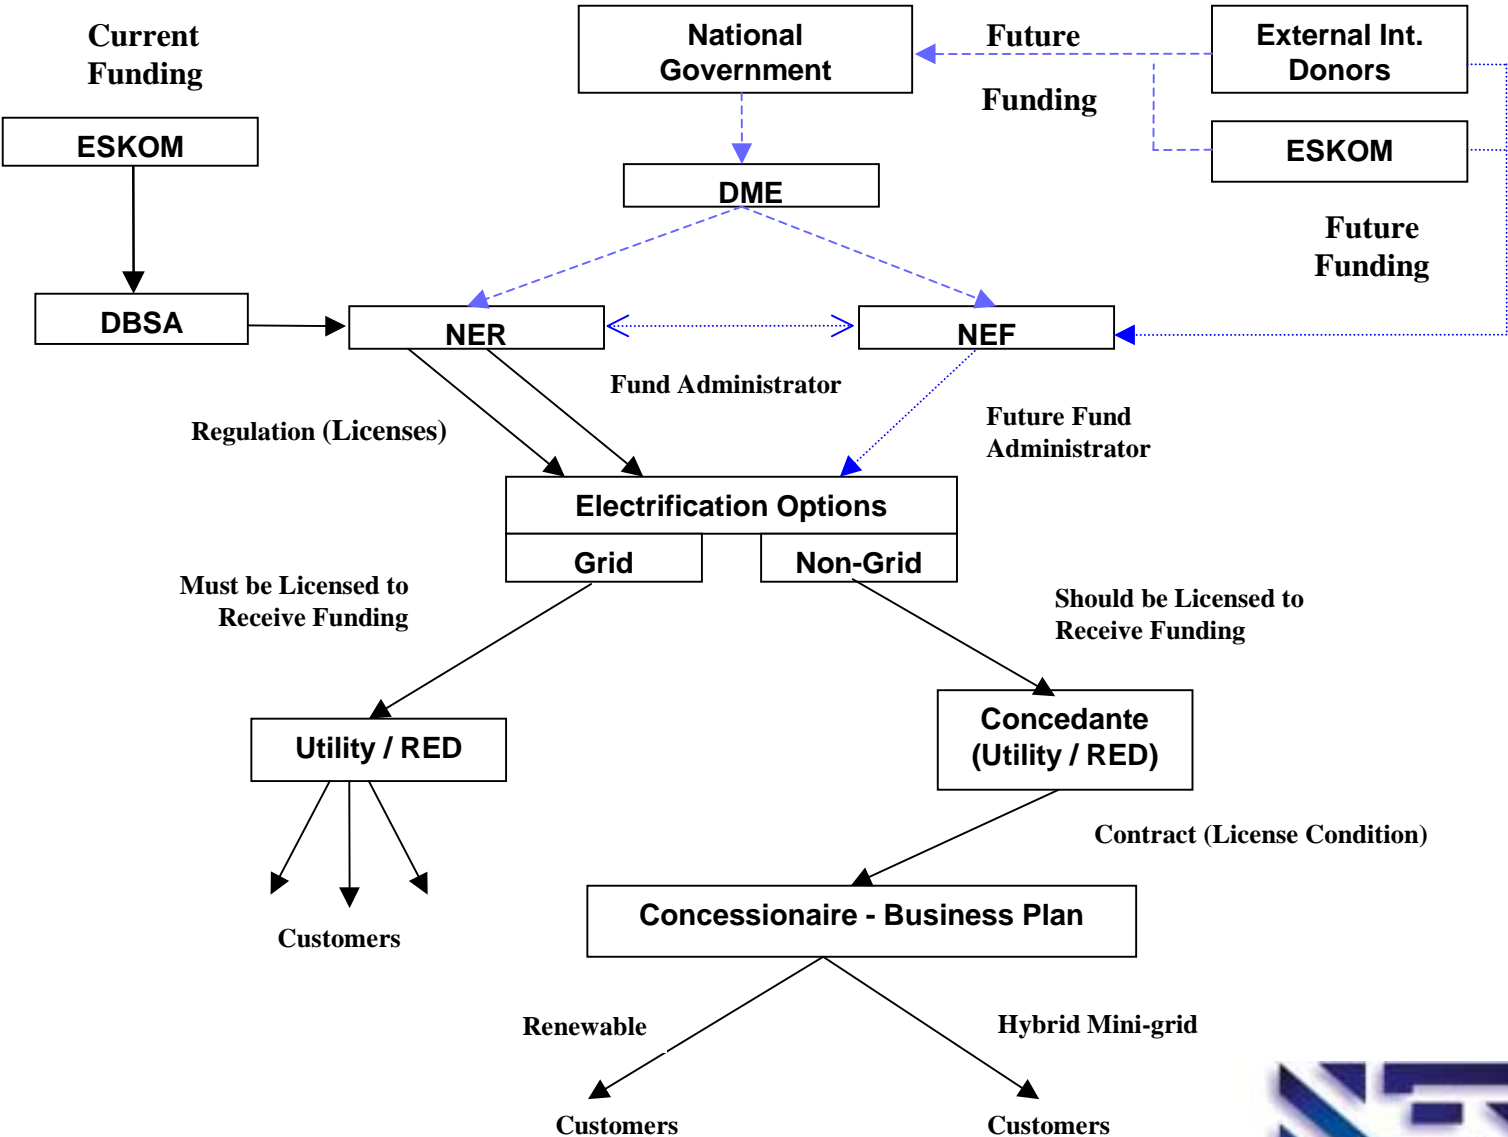 Current
Funding
National
Government
Future
Funding
External Int.
Donors
ESKOM
ESKOM
DME
Future
Funding
DBSA
NER
NEF
Fund Administrator
Regulation (Licenses)
Future Fund
Administrator
Electrification Options
Grid
Non-Grid
Must be Licensed to
Receive Funding
Should be Licensed to
Receive Funding
Utility / RED
Concedante
(Utility / RED)
Contract (License Condition)
Customers
Concessionaire - Business Plan
Renewable
Hybrid Mini-grid
Customers
Customers